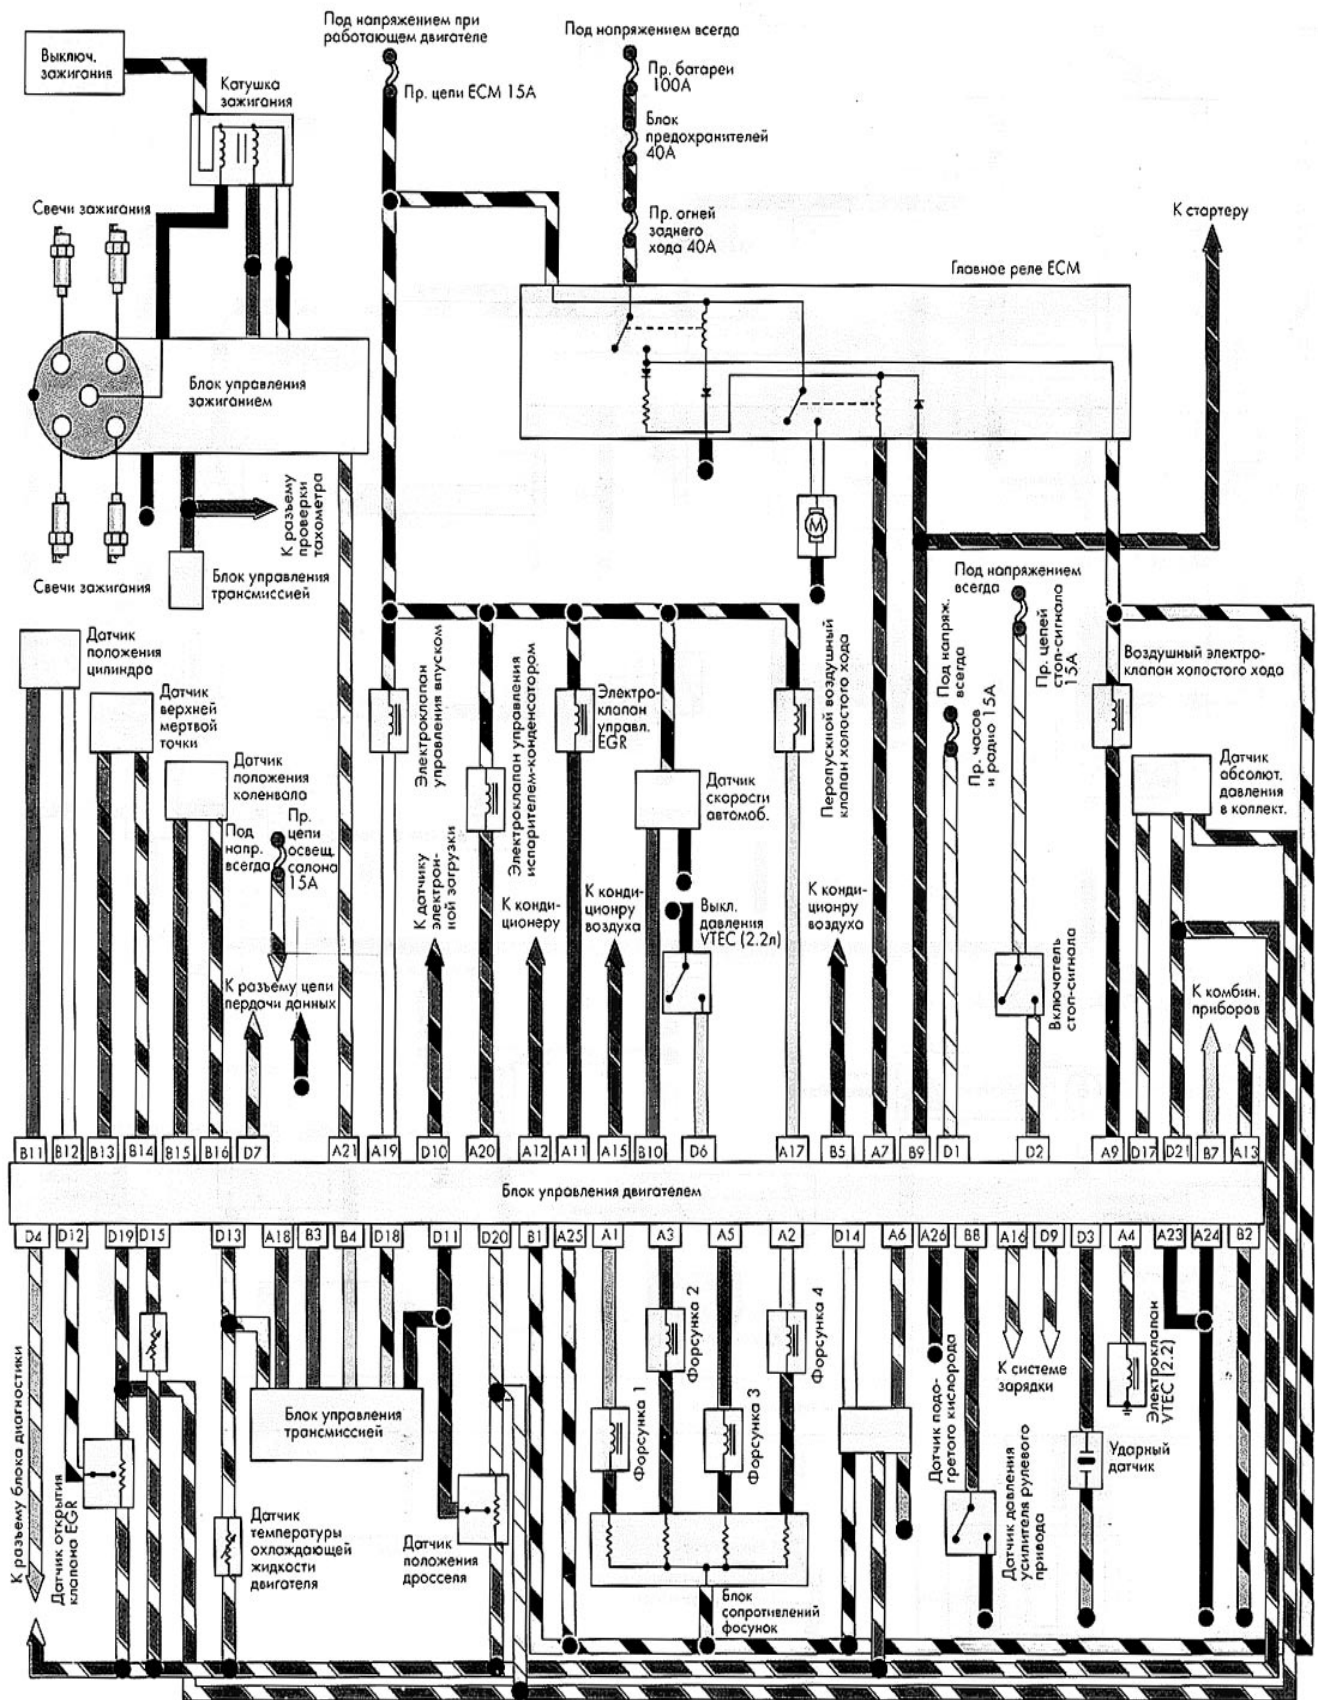 Под напряжением при
работающем двигателе
Под напряжением всегда
Выключ.
зажигания
Катушка
зажигания
Пр. цепи ECM 15А
Пр. батареи
100А
Блок
предохранителей
40А
Пр. огней
заднего
хода 40А
Свечи зажигания
К стартеру
Главное реле ECM
Блок управления
зажиганием
К разъему
проверки
тахометра
M
Свечи зажигания
Блок управления
трансмиссией
Датчик
положения
цилиндра
Датчик
верхней
мертвой
точки
Датчик
положения
коленвала
Под
напр.
всегда
Пр.
цепи
освещ.
салона
15А
К разъему цепи
пердачи данных
Электроклапан
управления впуском
К датчику
электрон-
ной загрузки
Электроклапан управления
испарителем-конденсатором
К конди-
ционеру
Электро-
клапан
управл.
EGR
К конди-
ционру
воздуха
Датчик
скорости
автомоб.
Выкл.
давления
VTEC (2.2л)
Перепускной воздушный
клапан холостого хода
К конди-
ционру
воздуха
Под напряж.
всегда
Пр. часов
и радио 15А
Под напряжением
всегда
Пр. цепей
стоп-сигнала
15А
Включатель
стоп-сигнала
Воздушный электро-
клапан холостого хода
Датчик
абсолют.
давления
в коллект.
К комбин.
приборов
B11 B12 B13 B14 B15 B16 D7 A21 A19 D10 A20 A12 A11 A15 B10 D6 A17 B5 A7 B9 D1 D2 A9 D17 D21 B7 A13
Блок управления двигателем
D4 D12 D19 D15 D13 A18 B3 B4 D18 D11 D20 B1 A25 A1 A3 A5 A2 D14 A6 A26 B8 A16 D9 D3 A4 A23 A24 B2
К разъему блока диагностики
Датчик открытия
клапана EGR
Блок управления
трансмиссией
Датчик
температуры
охлаждающей
жидкости
двигателя
Датчик
положения
дросселя
Форсунка 1
Форсунка 2
Форсунка 3
Форсунка 4
Блок
сопротивлений
фосунок
Датчик подо-
гретого кислорода
К системе
зарядки
Датчик давления
усилителя рулевого
привода
Ударный
датчик
Электроклапан
VTEC (2.2)